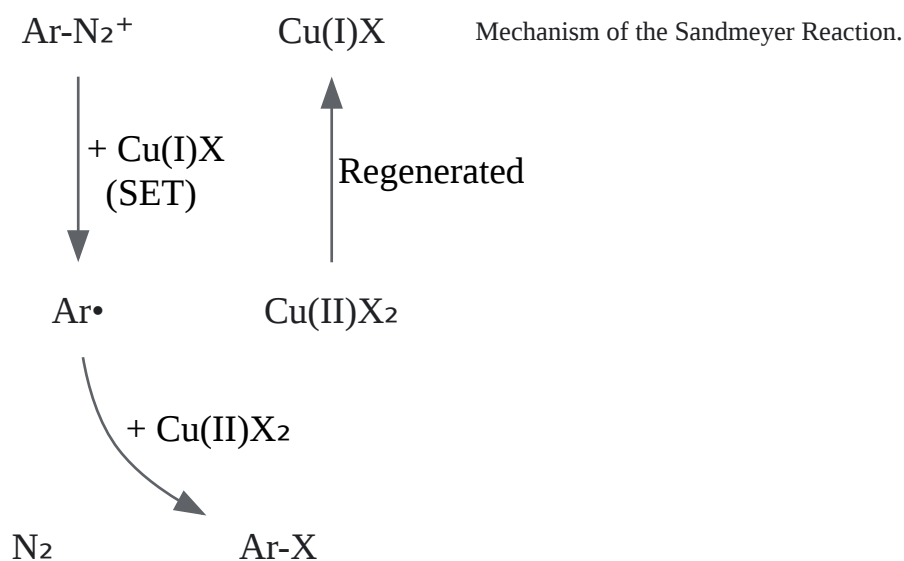 Ar-N₂⁺
Cu(I)X
Mechanism of the Sandmeyer Reaction.
+ Cu(I)X
(SET)
Regenerated
Ar•
Cu(II)X₂
+ Cu(II)X₂
N₂
Ar-X